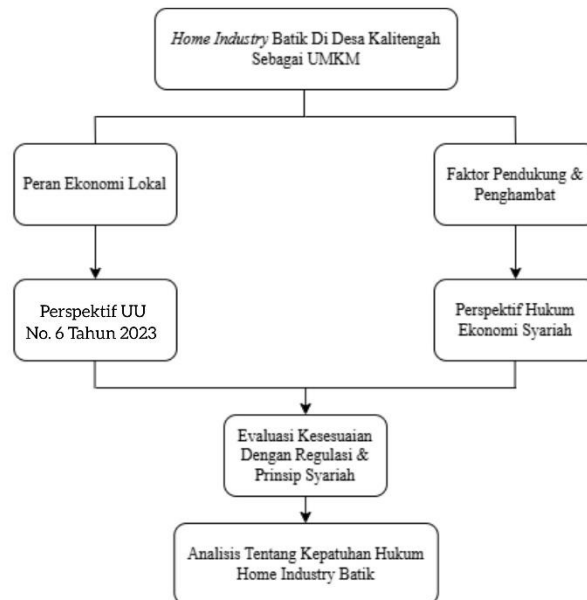 Home Industry Batik Di Desa Kalitengah
Sebagai UMKM
Peran Ekonomi Lokal
Faktor Pendukung &
Penghambat
Perspektif UU
No. 6 Tahun 2023
Perspektif Hukum
Ekonomi Syariah
Evaluasi Kesesuaian
Dengan Regulasi &
Prinsip Syariah
Analisis Tentang Kepatuhan Hukum
Home Industry Batik